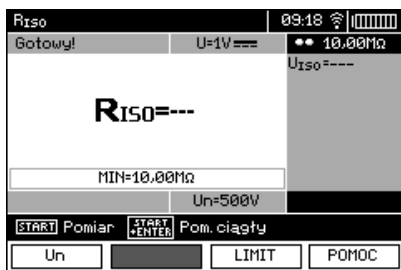 RISO 09:18
Gotowy! U=1V 10,00MΩ
UISO=---
RISO=---
MIN=10,00MΩ
Un=500V
START Pomiar START +ENTER Pom. ciągły
Un LIMIT POMOC